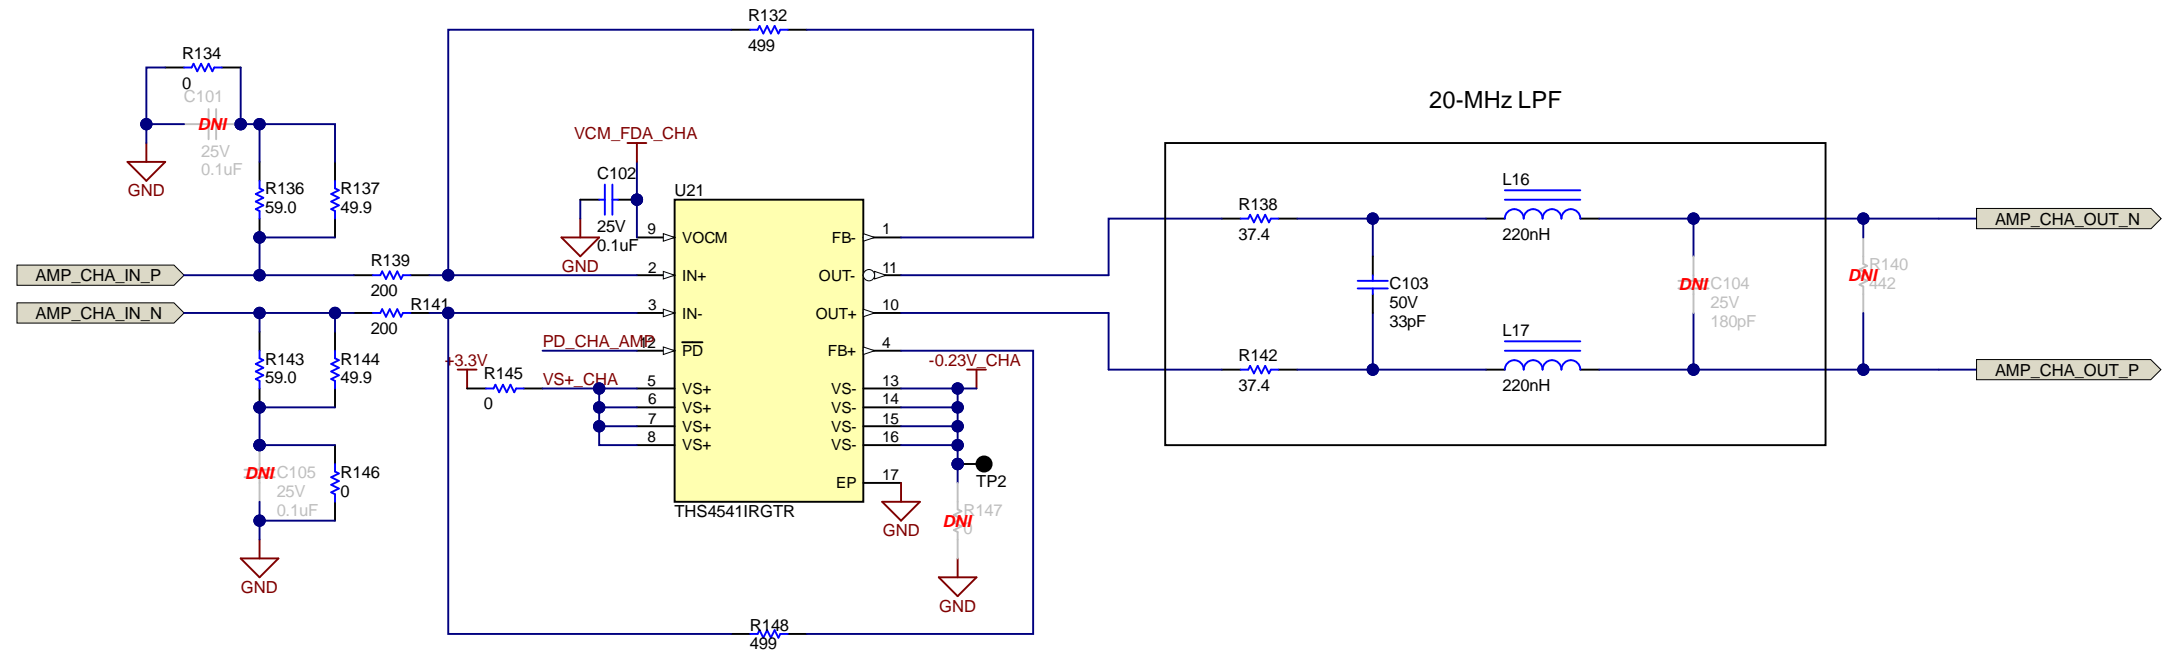 R132
499
R134
0
C101
DNI
25V
0.1uF
GND
R136
59.0
R137
49.9
AMP_CHA_IN_P
R139
200
AMP_CHA_IN_N
R141
200
R143
59.0
R144
49.9
DNI
C105
25V
0.1uF
R146
0
GND
VCM_FDA_CHA
C102
25V
0.1uF
GND
U21
9
VOCM
2
IN+
3
IN-
PD_CHA_AMP
12
PD
+3.3V
R145
0
VS+_CHA
5
VS+
6
VS+
7
VS+
8
VS+
FB-
1
OUT-
11
OUT+
10
FB+
4
VS-
13
VS-
14
VS-
15
VS-
16
EP
17
THS4541IRGTR
GND
-0.23V_CHA
TP2
DNI
R147
0
GND
R148
499
20-MHz LPF
R138
37.4
L16
220nH
C103
50V
33pF
R142
37.4
L17
220nH
DNI
C104
25V
180pF
DNI
R140
442
AMP_CHA_OUT_N
AMP_CHA_OUT_P